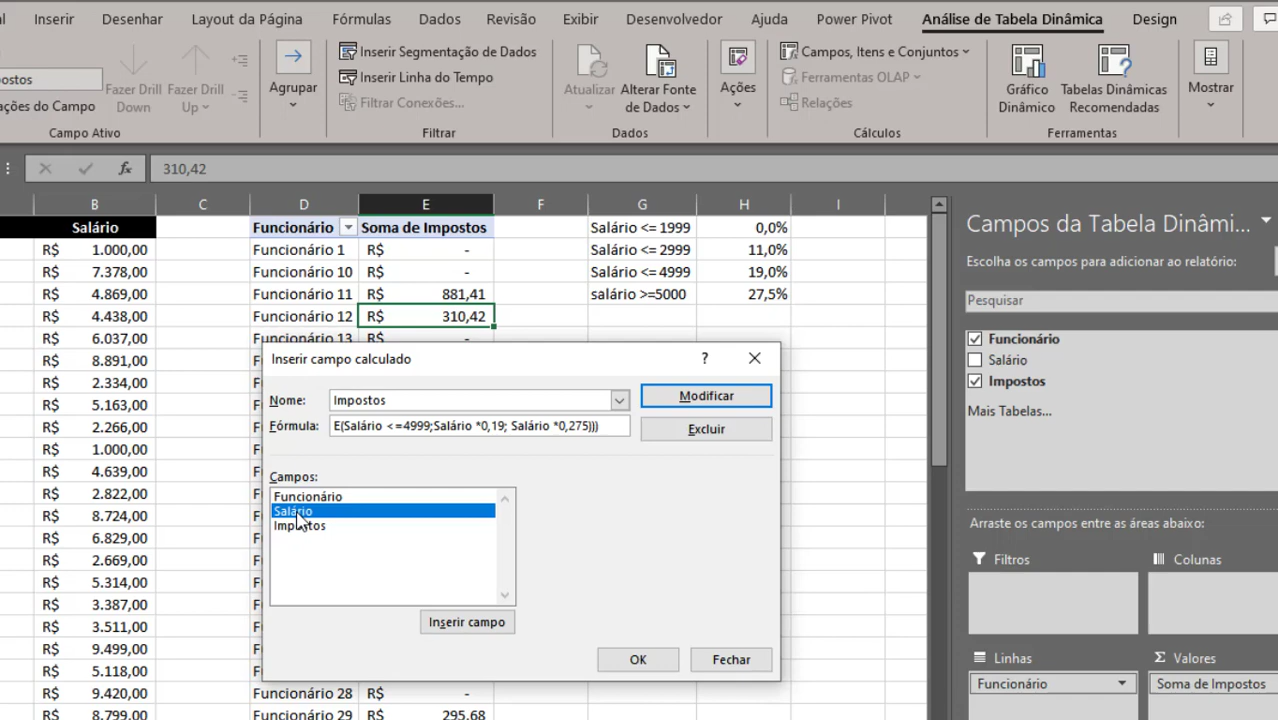 Inserir Desenhar Layout da Página Fórmulas Dados Revisão Exibir Desenvolvedor Ajuda Power Pivot Análise de Tabela Dinâmica Design
Inserir Segmentação de Dados
Campos, Itens e Conjuntos
ostos
Inserir Linha do Tempo
Ferramentas OLAP
Fazer Drill Down
Fazer Drill Up
Agrupar
Atualizar
Alterar Fonte de Dados
Ações
Gráfico Dinâmico
Tabelas Dinâmicas Recomendadas
Mostrar
ações do Campo
Filtrar Conexões...
Relações
Campo Ativo Filtrar Dados Cálculos Ferramentas
fx 310,42
B C D E F G H I
Salário Funcionário Soma de Impostos Salário <= 1999 0,0%
R$ 1.000,00 Funcionário 1 R$ - Salário <= 2999 11,0%
R$ 7.378,00 Funcionário 10 R$ - Salário <= 4999 19,0%
R$ 4.869,00 Funcionário 11 R$ 881,41 salário >=5000 27,5%
R$ 4.438,00 Funcionário 12 R$ 310,42
R$ 6.037,00 Funcionário 13 R$ -
R$ 8.891,00
R$ 2.334,00
R$ 5.163,00
R$ 2.266,00
R$ 1.000,00
R$ 4.639,00
R$ 2.822,00
R$ 8.724,00
R$ 6.829,00
R$ 2.669,00
R$ 5.314,00
R$ 3.387,00
R$ 3.511,00
R$ 9.499,00
R$ 5.118,00
R$ 9.420,00 Funcionário 28 R$ -
R$ 8.799,00 Funcionário 29 R$ 295,68
Inserir campo calculado ?
Nome: Impostos Modificar
Fórmula: E(Salário <=4999;Salário *0,19; Salário *0,275))) Excluir
Campos:
Funcionário
Salário
Impostos
Inserir campo
OK Fechar
Campos da Tabela Dinâmi...
Escolha os campos para adicionar ao relatório:
Pesquisar
Funcionário
Salário
Impostos
Mais Tabelas...
Arraste os campos entre as áreas abaixo:
Filtros Colunas
Linhas Σ Valores
Funcionário Soma de Impostos